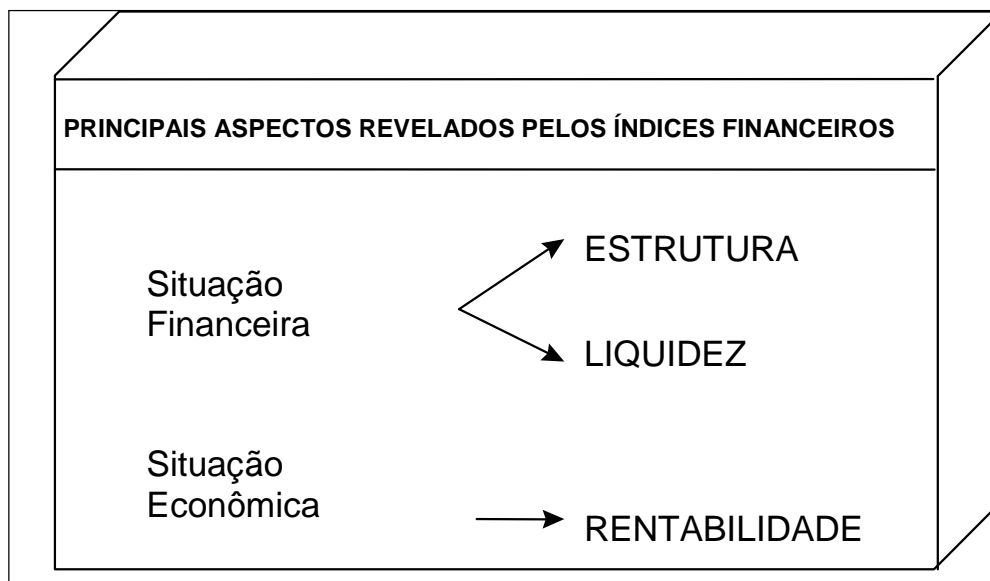 PRINCIPAIS ASPECTOS REVELADOS PELOS ÍNDICES FINANCEIROS
ESTRUTURA
Situação
Financeira
LIQUIDEZ
Situação
Econômica
RENTABILIDADE